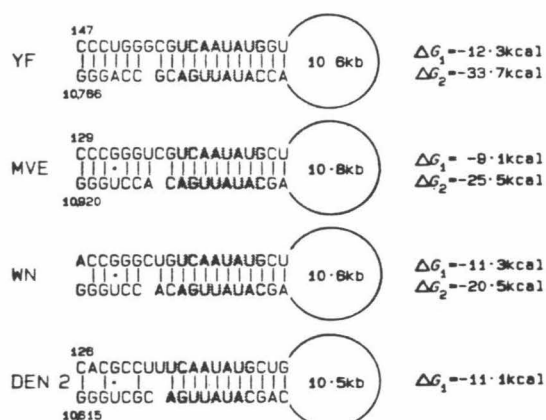 147
CCCUGGGCGUCAAUAUGGU
YF 10·6kb ΔG₁=-12·3kcal
GGGACC GCAGUUAUACCA ΔG₂=-33·7kcal
10,786
129
CCCGGGUCGUCAAUAUGCU
MVE 10·8kb ΔG₁= -9·1kcal
GGGUCCA CAGUUAUACGA ΔG₂=-25·5kcal
10,920
ACCGGGCUGUCAAUAUGCU
WN 10·6kb ΔG₁=-11·3kcal
GGGUCC ACAGUUAUACGA ΔG₂=-20·5kcal
126
CACGCCUUUCAAUAUGCUG
DEN 2 10·5kb ΔG₁=-11·1kcal
GGGUCGC AGUUAUACGAC
10,615